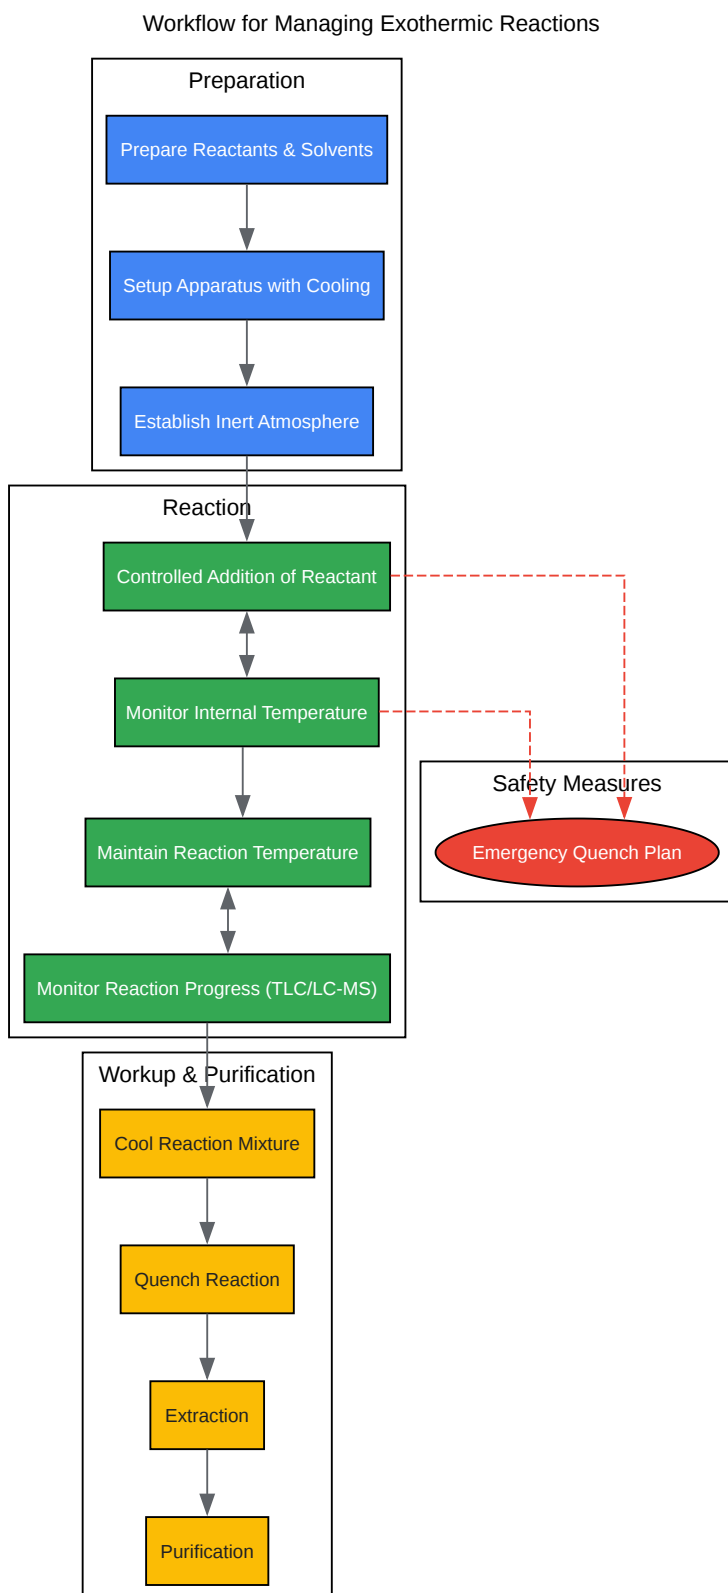 Workflow for Managing Exothermic Reactions
Preparation
Prepare Reactants & Solvents
Setup Apparatus with Cooling
Establish Inert Atmosphere
Reaction
Controlled Addition of Reactant
Monitor Internal Temperature
Safety Measures
Maintain Reaction Temperature
Emergency Quench Plan
Monitor Reaction Progress (TLC/LC-MS)
Workup & Purification
Cool Reaction Mixture
Quench Reaction
Extraction
Purification